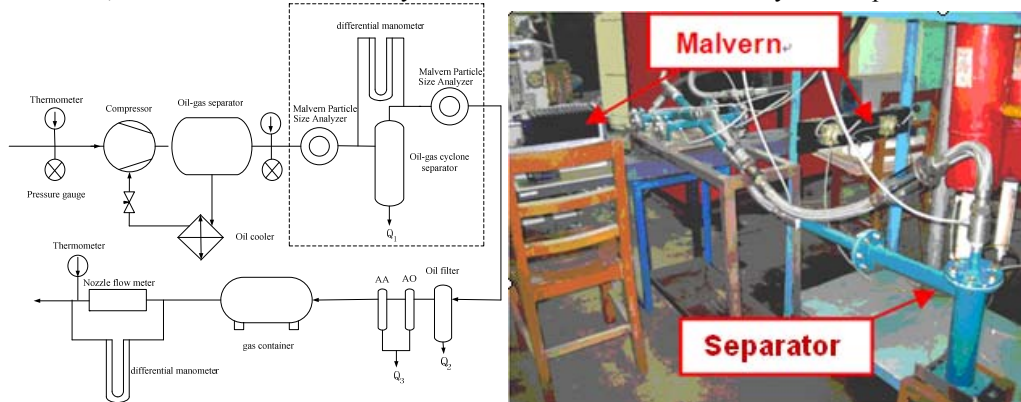 differential manometer
Malvern Particle
Size Analyzer
Thermometer
Compressor
Oil-gas separator
Malvern Particle
Size Analyzer
Oil-gas cyclone
separator
Pressure gauge
Oil cooler
Q1
Thermometer
Nozzle flow meter
AA
AO
Oil filter
gas container
Q3
Q2
differential manometer
Malvern
Separator